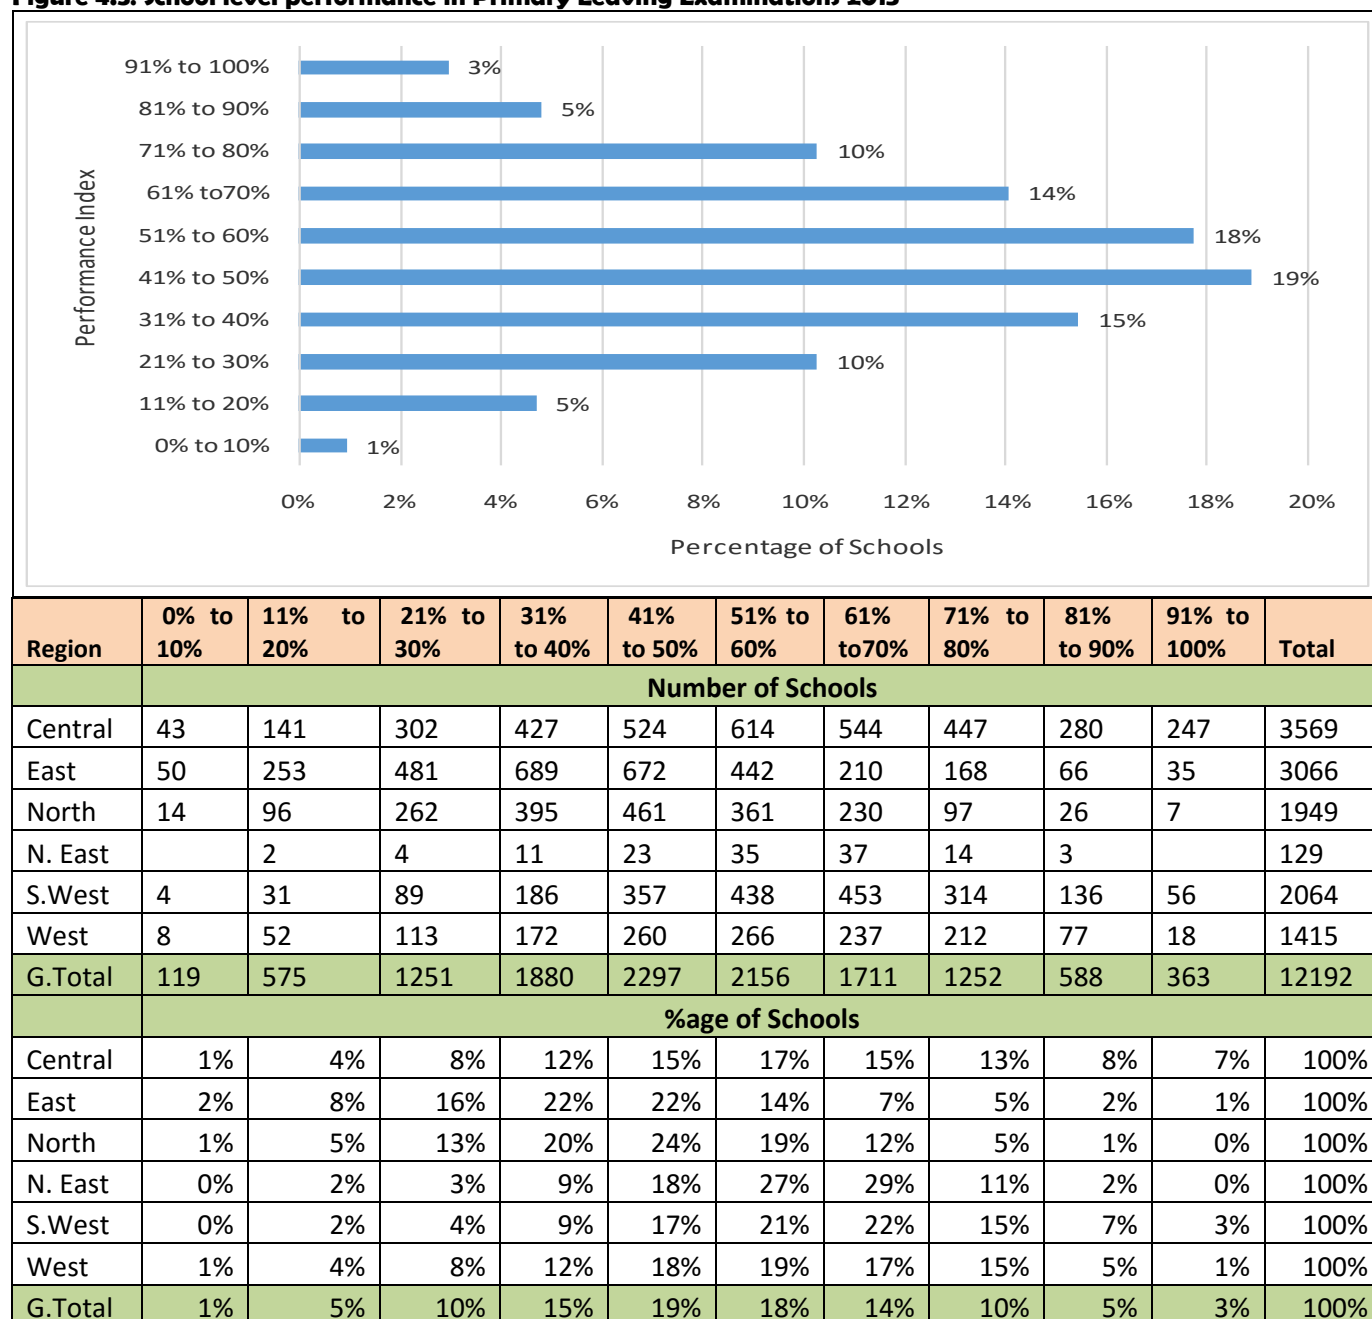 Figure 4.3: School level performance in Primary Leaving Examinations 2015
91% to 100% 3%
81% to 90% 5%
71% to 80% 10%
61% to70% 14%
51% to 60% 18%
41% to 50% 19%
31% to 40% 15%
21% to 30% 10%
11% to 20% 5%
0% to 10% 1%
Performance Index
0% 2% 4% 6% 8% 10% 12% 14% 16% 18% 20%
Percentage of Schools
Region 0% to 10% 11% to 20% 21% to 30% 31% to 40% 41% to 50% 51% to 60% 61% to70% 71% to 80% 81% to 90% 91% to 100% Total
Number of Schools
Central 43 141 302 427 524 614 544 447 280 247 3569
East 50 253 481 689 672 442 210 168 66 35 3066
North 14 96 262 395 461 361 230 97 26 7 1949
N. East 2 4 11 23 35 37 14 3 129
S.West 4 31 89 186 357 438 453 314 136 56 2064
West 8 52 113 172 260 266 237 212 77 18 1415
G.Total 119 575 1251 1880 2297 2156 1711 1252 588 363 12192
%age of Schools
Central 1% 4% 8% 12% 15% 17% 15% 13% 8% 7% 100%
East 2% 8% 16% 22% 22% 14% 7% 5% 2% 1% 100%
North 1% 5% 13% 20% 24% 19% 12% 5% 1% 0% 100%
N. East 0% 2% 3% 9% 18% 27% 29% 11% 2% 0% 100%
S.West 0% 2% 4% 9% 17% 21% 22% 15% 7% 3% 100%
West 1% 4% 8% 12% 18% 19% 17% 15% 5% 1% 100%
G.Total 1% 5% 10% 15% 19% 18% 14% 10% 5% 3% 100%